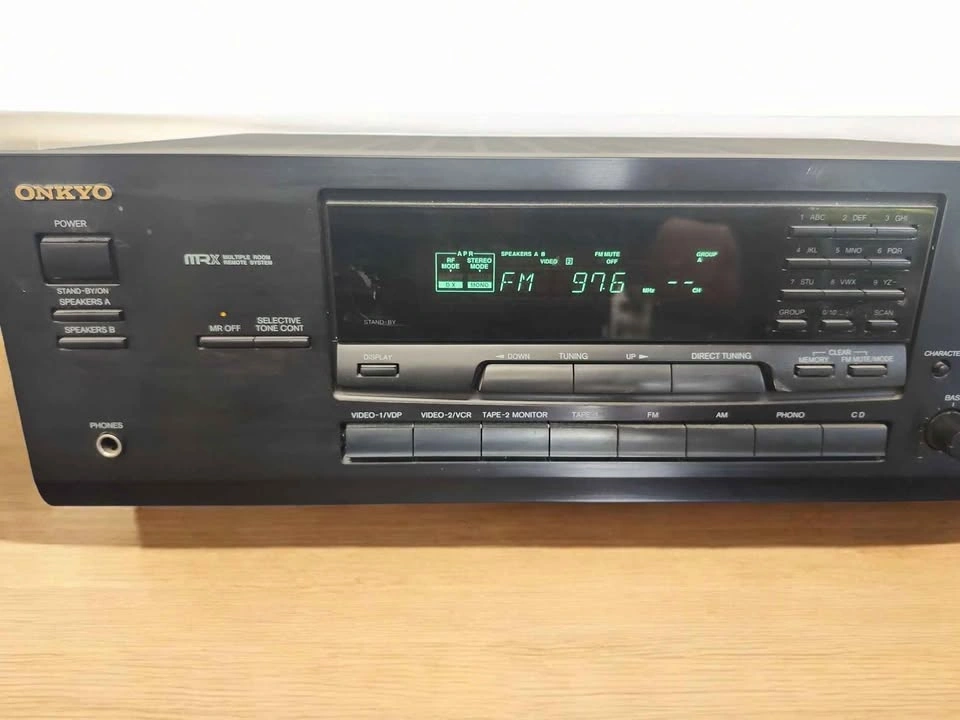 ONKYO
POWER
STAND-BY/ON
SPEAKERS A
SPEAKERS B
PHONES
MRX MULTIPLE ROOM
REMOTE SYSTEM
MR OFF
SELECTIVE
TONE CONT
APR
RF
MODE
STEREO
MODE
DX
MONO
SPEAKERS A B
VIDEO
FM MUTE
OFF
GROUP
A
FM 97.6 MHz -- CH
STAND-BY
1 ABC 2 DEF 3 GHI
4 JKL 5 MNO 6 PQR
7 STU 8 VWX 9 YZ-
GROUP 0/10 SCAN
DISPLAY
DOWN TUNING UP
DIRECT TUNING
CLEAR
MEMORY FM MUTE/MODE
VIDEO-1/VDP VIDEO-2/VCR TAPE-2 MONITOR TAPE-1 FM AM PHONO CD
CHARACTE
BAS